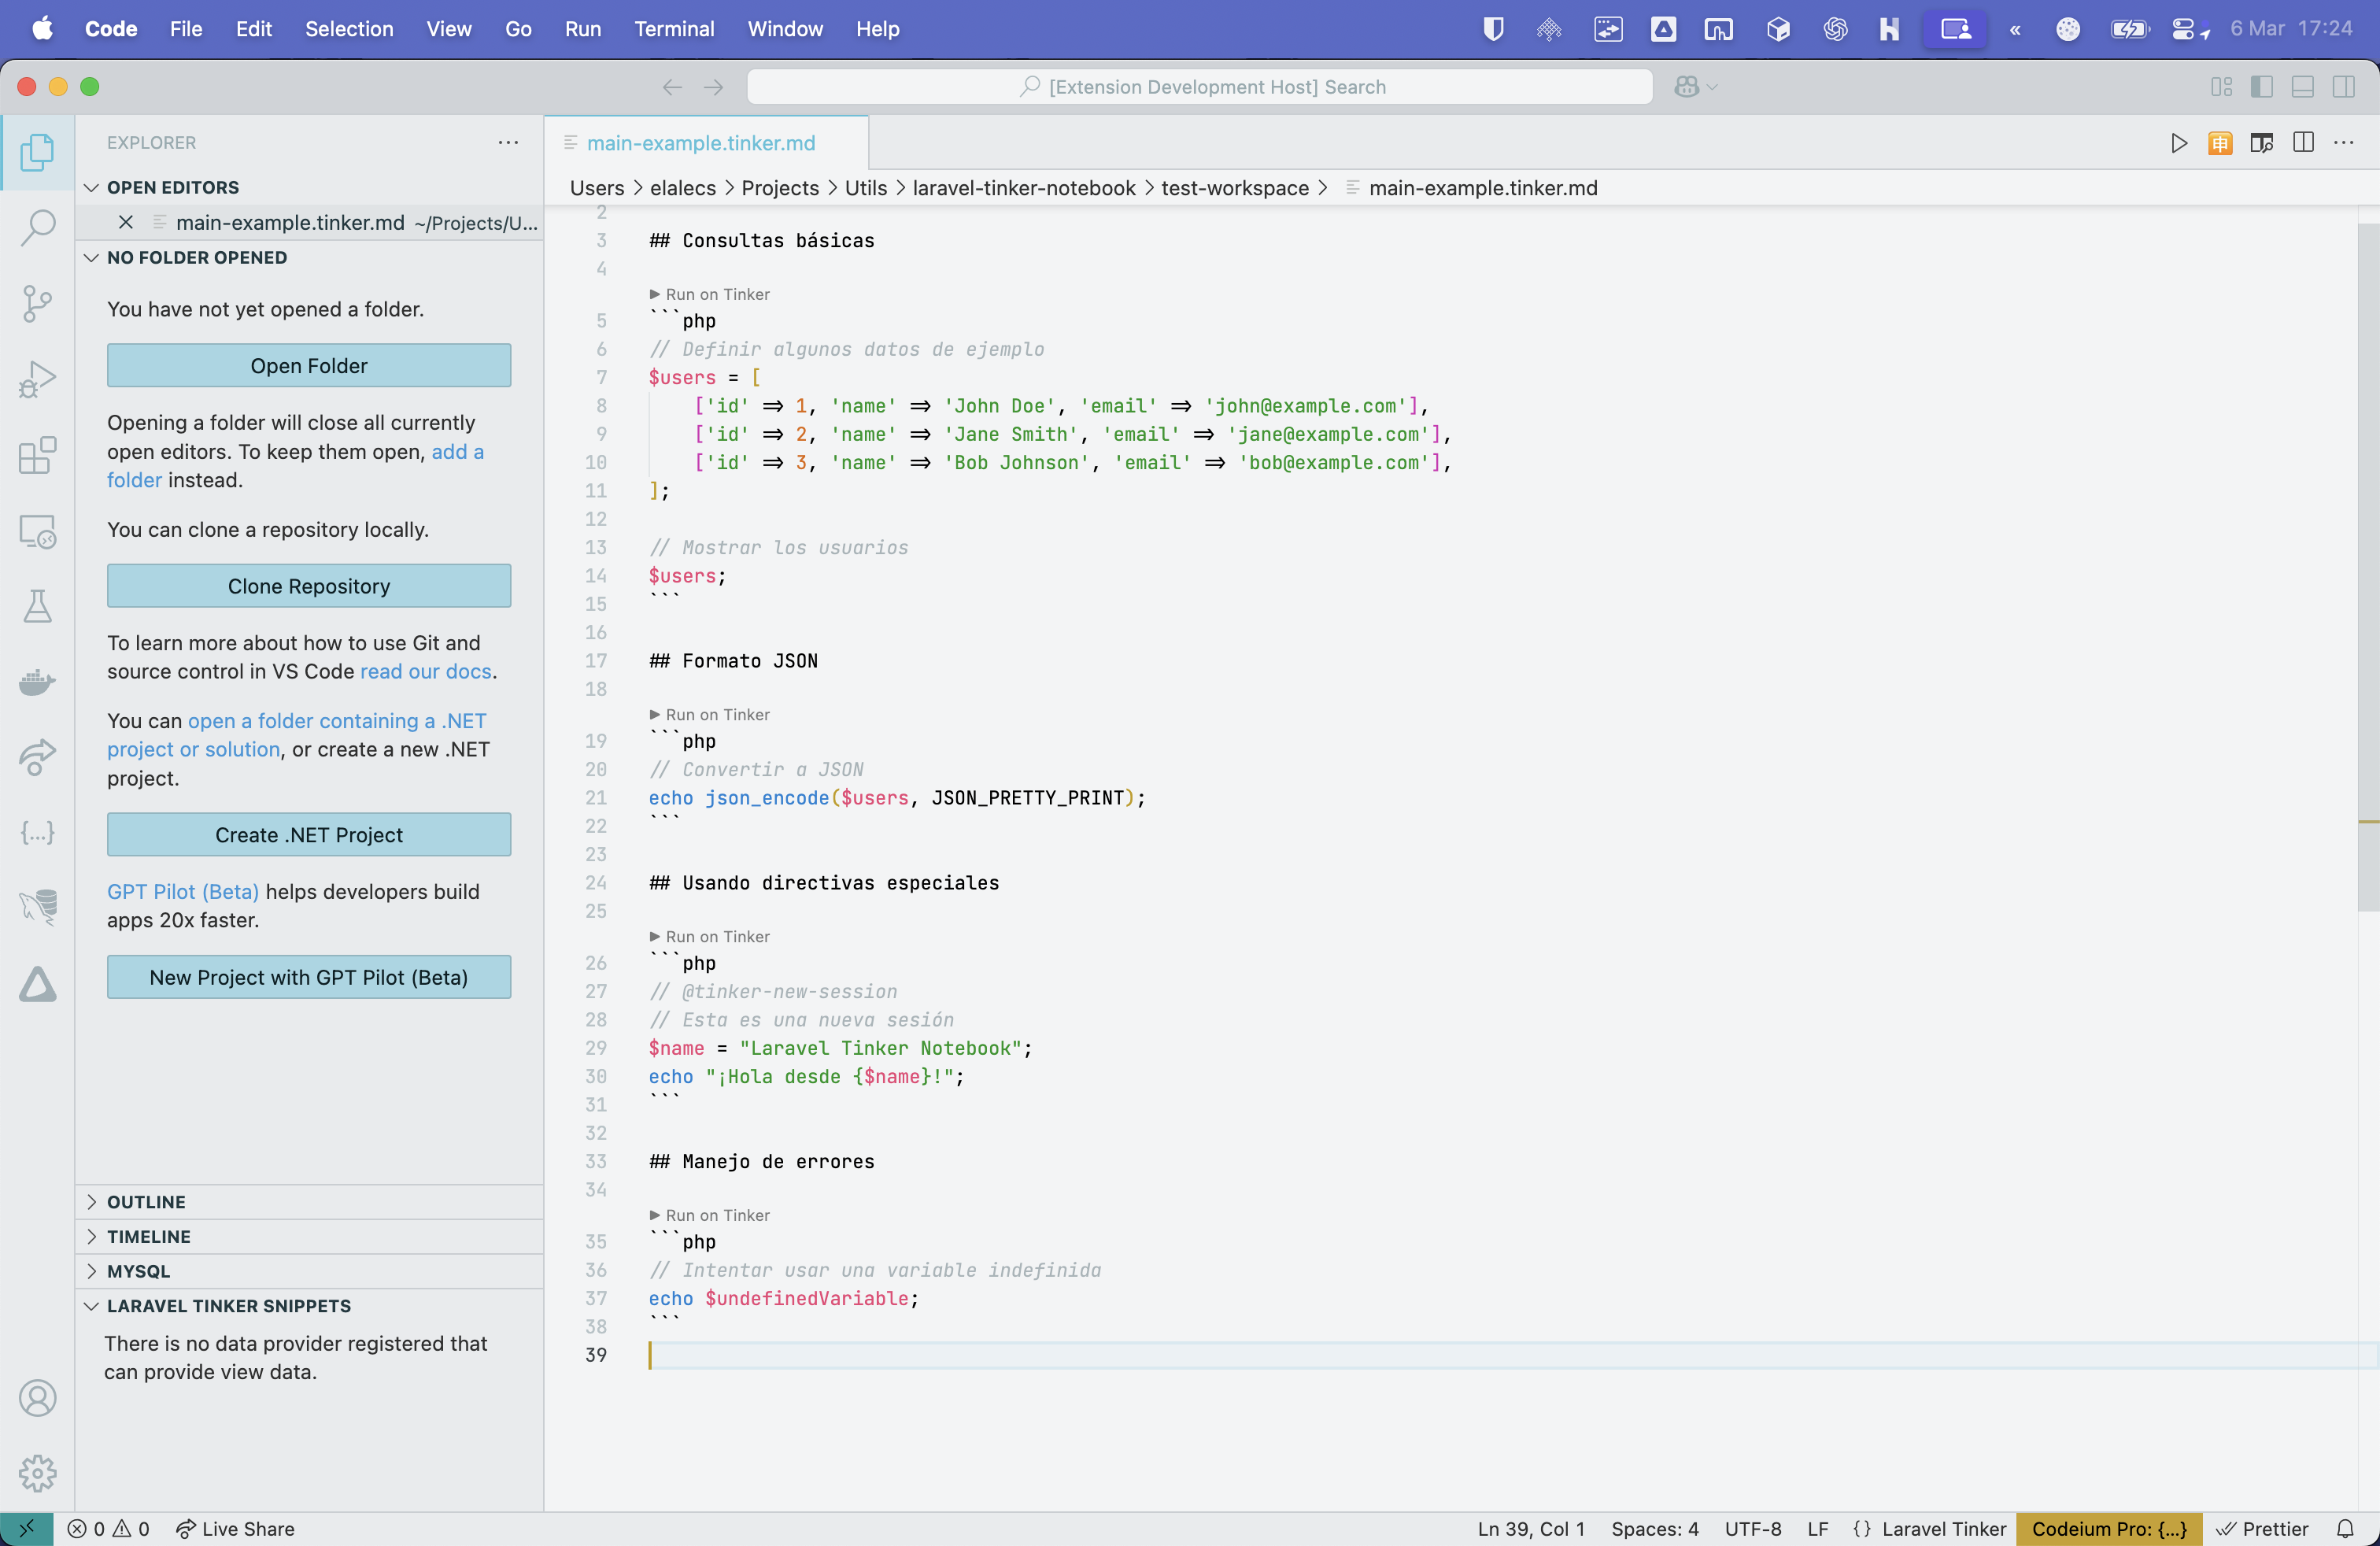 Code File Edit Selection View Go Run Terminal Window Help 6 Mar 17:24
[Extension Development Host] Search
EXPLORER
OPEN EDITORS
main-example.tinker.md ~/Projects/U...
NO FOLDER OPENED
You have not yet opened a folder.
Open Folder
Opening a folder will close all currently
open editors. To keep them open, add a
folder instead.
You can clone a repository locally.
Clone Repository
To learn more about how to use Git and
source control in VS Code read our docs.
You can open a folder containing a .NET
project or solution, or create a new .NET
project.
Create .NET Project
GPT Pilot (Beta) helps developers build
apps 20x faster.
New Project with GPT Pilot (Beta)
OUTLINE
TIMELINE
MYSQL
LARAVEL TINKER SNIPPETS
There is no data provider registered that
can provide view data.
main-example.tinker.md
申
Users > elalecs > Projects > Utils > laravel-tinker-notebook > test-workspace > main-example.tinker.md
2
3 ## Consultas básicas
4
▶ Run on Tinker
5 ```php
6 // Definir algunos datos de ejemplo
7 $users = [
8 ['id' => 1, 'name' => 'John Doe', 'email' => 'john@example.com'],
9 ['id' => 2, 'name' => 'Jane Smith', 'email' => 'jane@example.com'],
10 ['id' => 3, 'name' => 'Bob Johnson', 'email' => 'bob@example.com'],
11 ];
12
13 // Mostrar los usuarios
14 $users;
15 ```
16
17 ## Formato JSON
18
▶ Run on Tinker
19 ```php
20 // Convertir a JSON
21 echo json_encode($users, JSON_PRETTY_PRINT);
22 ```
23
24 ## Usando directivas especiales
25
▶ Run on Tinker
26 ```php
27 // @tinker-new-session
28 // Esta es una nueva sesión
29 $name = "Laravel Tinker Notebook";
30 echo "¡Hola desde {$name}!";
31 ```
32
33 ## Manejo de errores
34
▶ Run on Tinker
35 ```php
36 // Intentar usar una variable indefinida
37 echo $undefinedVariable;
38 ```
39
0 0 Live Share Ln 39, Col 1 Spaces: 4 UTF-8 LF {} Laravel Tinker Codeium Pro: {...} Prettier